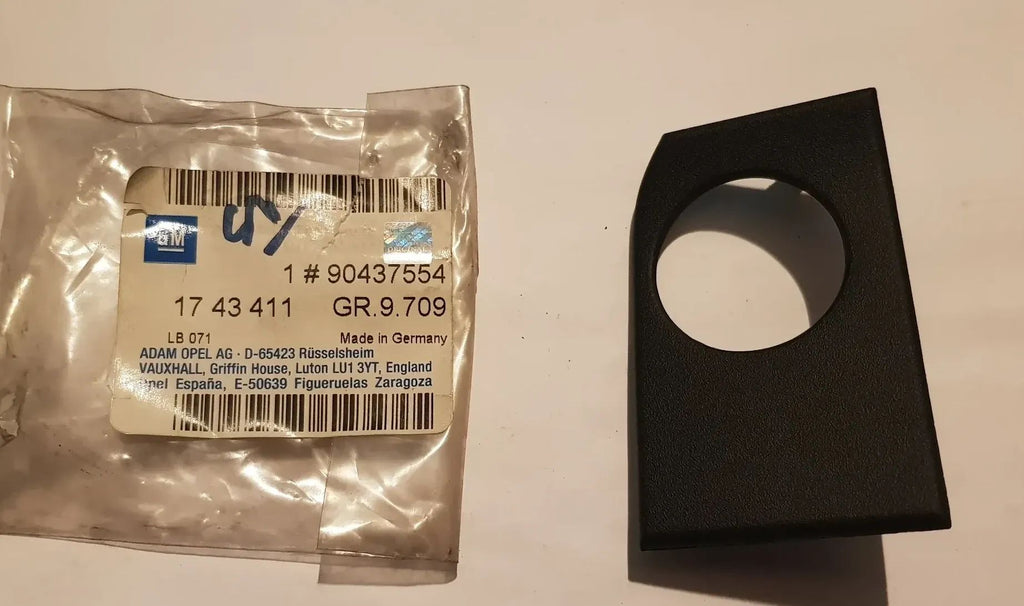 GM
1 # 90437554
17 43 411 GR.9.709
LB 071 Made in Germany
ADAM OPEL AG · D-65423 Rüsselsheim
VAUXHALL, Griffin House, Luton LU1 3YT, England
Opel España, E-50639 Figueruelas Zaragoza